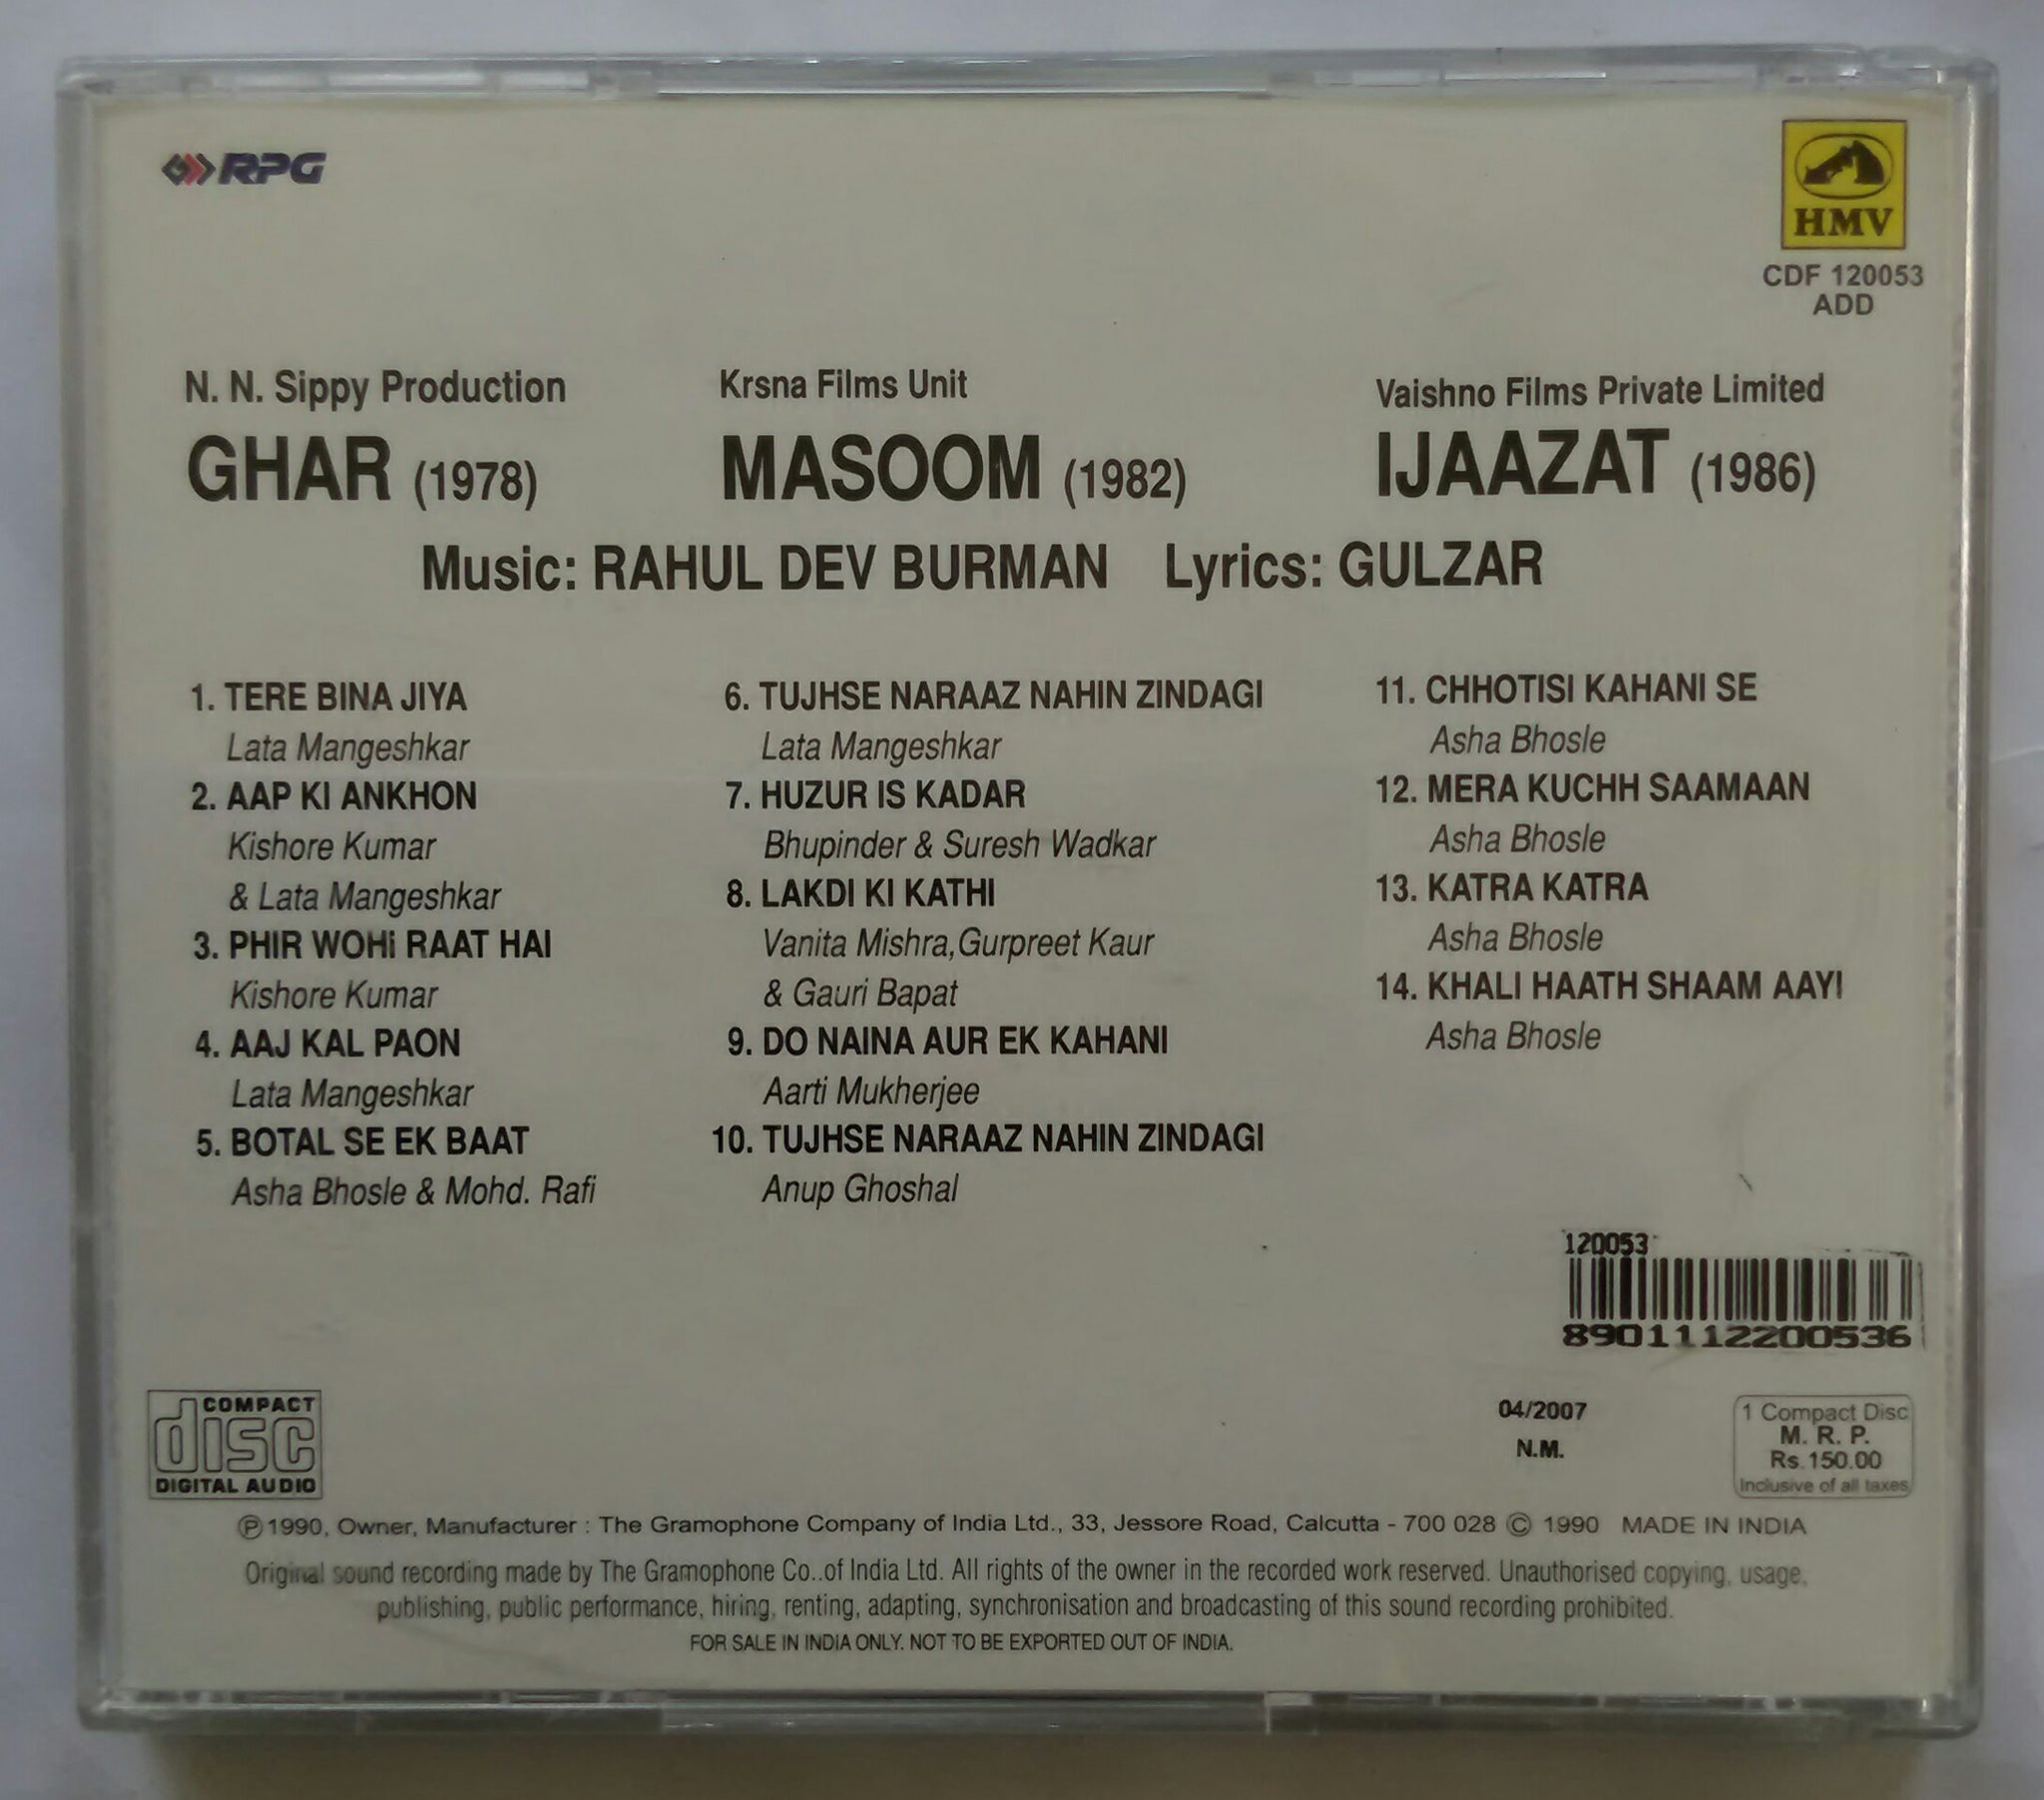 RPG
HMV
CDF 120053
ADD
N. N. Sippy Production
GHAR (1978)
Krsna Films Unit
MASOOM (1982)
Vaishno Films Private Limited
IJAAZAT (1986)
Music: RAHUL DEV BURMAN Lyrics: GULZAR
1. TERE BINA JIYA
Lata Mangeshkar
2. AAP KI ANKHON
Kishore Kumar
& Lata Mangeshkar
3. PHIR WOHi RAAT HAI
Kishore Kumar
4. AAJ KAL PAON
Lata Mangeshkar
5. BOTAL SE EK BAAT
Asha Bhosle & Mohd. Rafi
6. TUJHSE NARAAZ NAHIN ZINDAGI
Lata Mangeshkar
7. HUZUR IS KADAR
Bhupinder & Suresh Wadkar
8. LAKDI KI KATHI
Vanita Mishra,Gurpreet Kaur
& Gauri Bapat
9. DO NAINA AUR EK KAHANI
Aarti Mukherjee
10. TUJHSE NARAAZ NAHIN ZINDAGI
Anup Ghoshal
11. CHHOTISI KAHANI SE
Asha Bhosle
12. MERA KUCHH SAAMAAN
Asha Bhosle
13. KATRA KATRA
Asha Bhosle
14. KHALI HAATH SHAAM AAYI
Asha Bhosle
120053
8901112200536
COMPACT
disc
DIGITAL AUDIO
04/2007
N.M.
1 Compact Disc
M. R. P.
Rs.150.00
Inclusive of all taxes
Ⓟ1990, Owner, Manufacturer : The Gramophone Company of India Ltd., 33, Jessore Road, Calcutta - 700 028 © 1990 MADE IN INDIA
Original sound recording made by The Gramophone Co..of India Ltd. All rights of the owner in the recorded work reserved. Unauthorised copying, usage,
publishing, public performance, hiring, renting, adapting, synchronisation and broadcasting of this sound recording prohibited.
FOR SALE IN INDIA ONLY. NOT TO BE EXPORTED OUT OF INDIA.